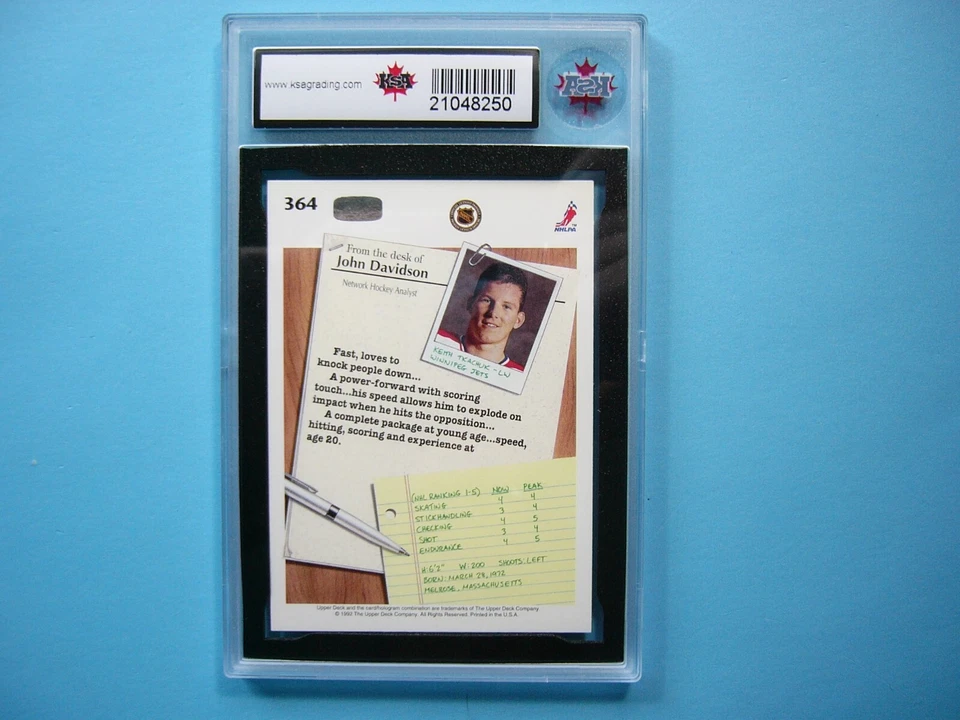 www.ksagrading.com
KSA
21048250
KSA
364
NHLPA
From the desk of
John Davidson
Network Hockey Analyst
KEITH TKACHUK - LW
WINNIPEG JETS
Fast, loves to
knock people down...
A power-forward with scoring
touch...his speed allows him to explode on
impact when he hits the opposition...
A complete package at young age...speed,
hitting, scoring and experience at
age 20.
(NHL RANKING 1-5) NOW PEAK
SKATING 4 4
STICKHANDLING 3 4
CHECKING 4 5
SHOT 3 4
ENDURANCE 4 5
H: 6'2" W: 200 SHOOTS: LEFT
BORN: MARCH 28, 1972
MELROSE, MASSACHUSETTS
Upper Deck and the card/hologram combination are trademarks of The Upper Deck Company.
© 1992 The Upper Deck Company. All Rights Reserved. Printed in the U.S.A.